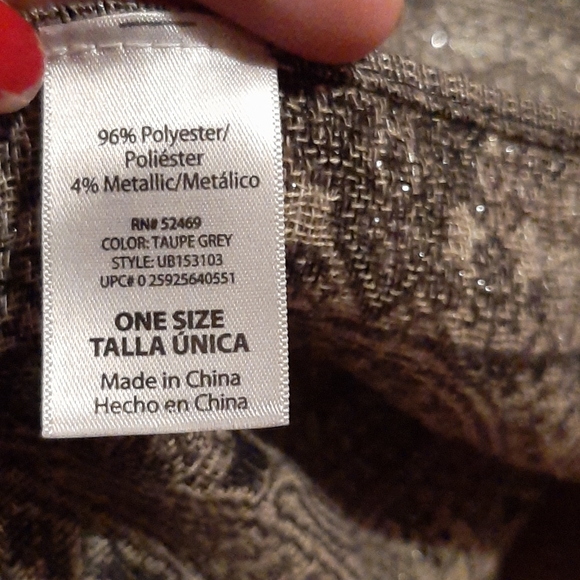 96% Polyester/
Poliéster
4% Metallic/Metálico
RN# 52469
COLOR: TAUPE GREY
STYLE: UB153103
UPC# 0 25925640551
ONE SIZE
TALLA ÚNICA
Made in China
Hecho en China